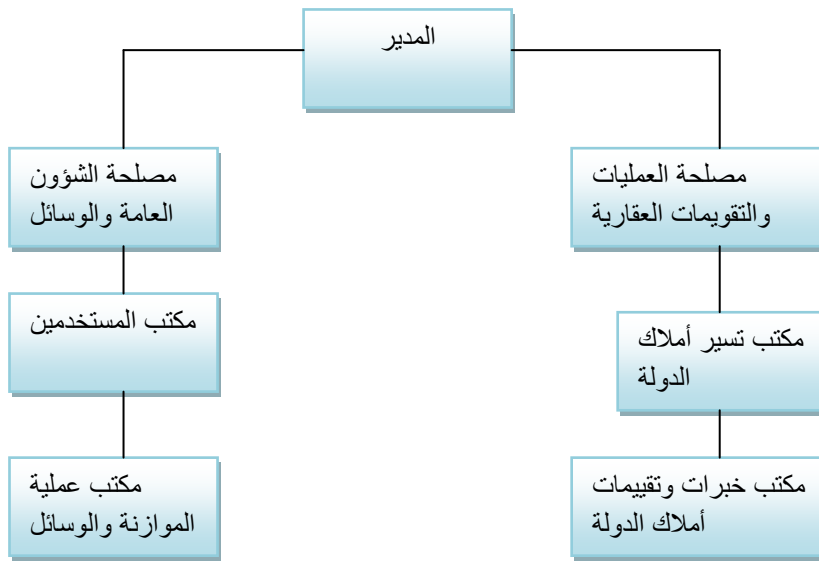 المدير
مصلحة العمليات
والتقويمات العقارية
مصلحة الشؤون
العامة والوسائل
مكتب تسير أملاك
الدولة
مكتب المستخدمين
مكتب خبرات وتقييمات
أملاك الدولة
مكتب عملية
الموازنة والوسائل